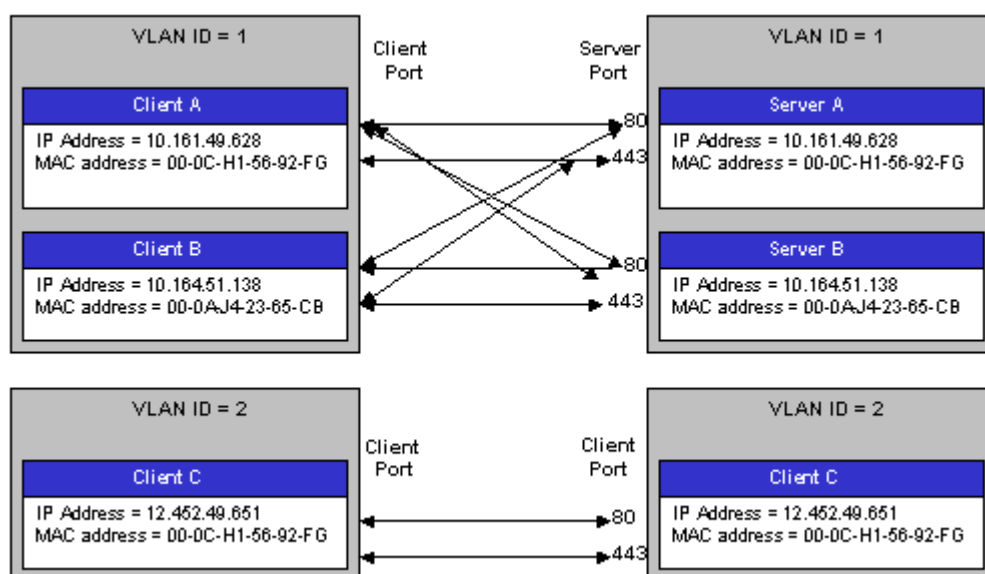 VLAN ID = 1
Client A
IP Address = 10.161.49.628
MAC address = 00-0C-H1-56-92-FG
Client B
IP Address = 10.164.51.138
MAC address = 00-0AJ4-23-65-CB
Client
Port
Server
Port
80
443
80
443
VLAN ID = 1
Server A
IP Address = 10.161.49.628
MAC address = 00-0C-H1-56-92-FG
Server B
IP Address = 10.164.51.138
MAC address = 00-0AJ4-23-65-CB
VLAN ID = 2
Client C
IP Address = 12.452.49.651
MAC address = 00-0C-H1-56-92-FG
Client
Port
Client
Port
80
443
VLAN ID = 2
Client C
IP Address = 12.452.49.651
MAC address = 00-0C-H1-56-92-FG